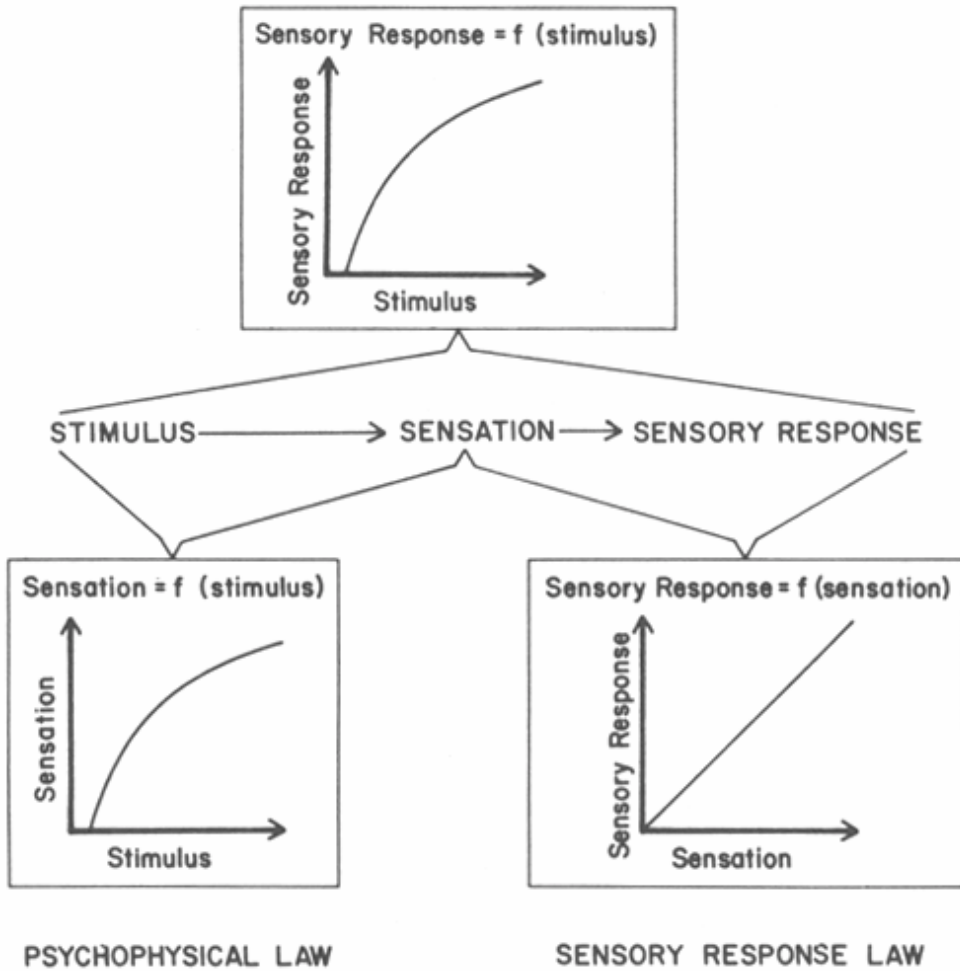 Sensory Response = f (stimulus)
Sensory Response
Stimulus
STIMULUS SENSATION SENSORY RESPONSE
Sensation = f (stimulus)
Sensation
Stimulus
Sensory Response = f (sensation)
Sensory Response
Sensation
PSYCHOPHYSICAL LAW
SENSORY RESPONSE LAW